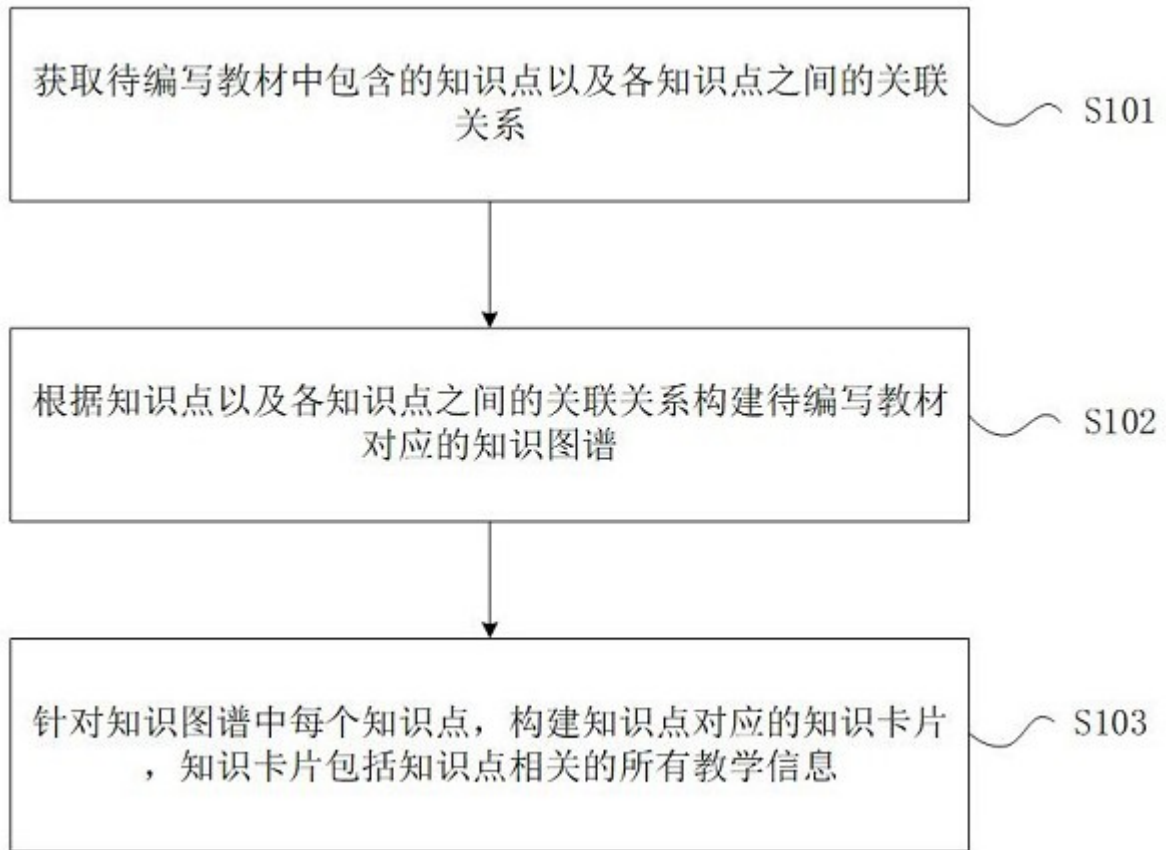 获取待编写教材中包含的知识点以及各知识点之间的关联
关系
S101
根据知识点以及各知识点之间的关联关系构建待编写教材
对应的知识图谱
S102
针对知识图谱中每个知识点，构建知识点对应的知识卡片
，知识卡片包括知识点相关的所有教学信息
S103